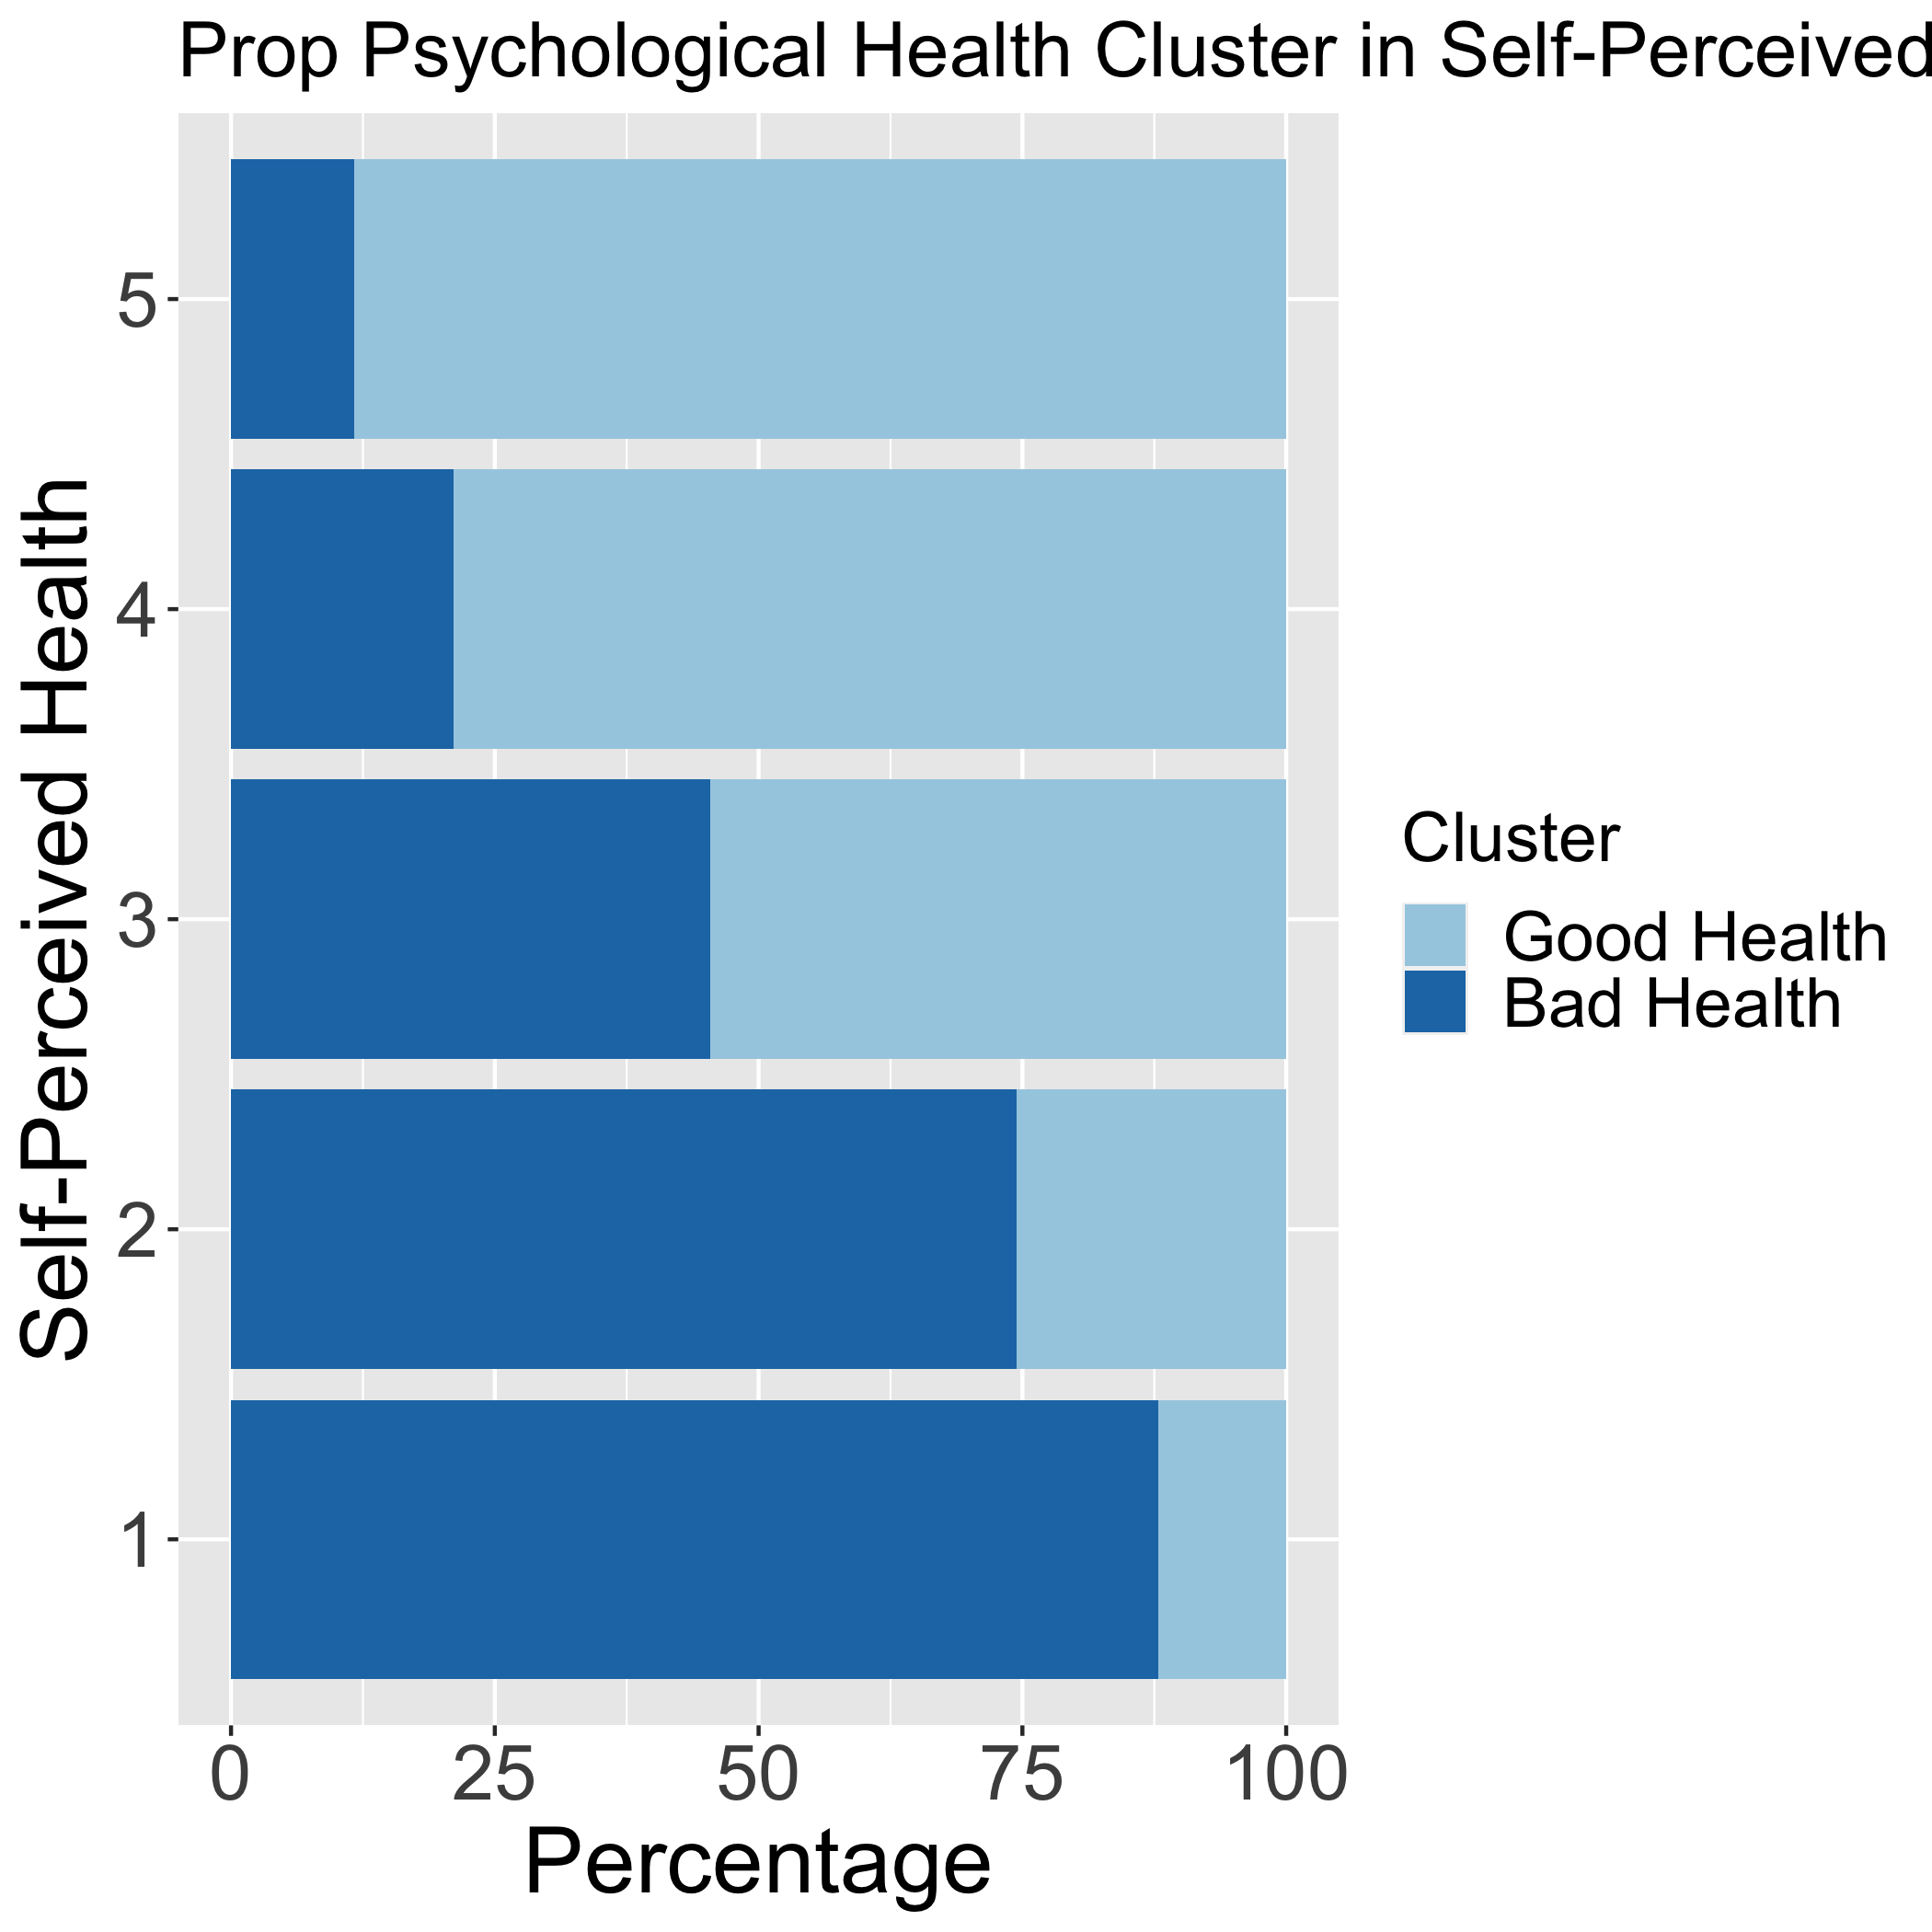 Prop Psychological Health Cluster in Self-Perceived
Self-Perceived Health
5
4
3
2
1
0 25 50 75 100
Percentage
Cluster
Good Health
Bad Health